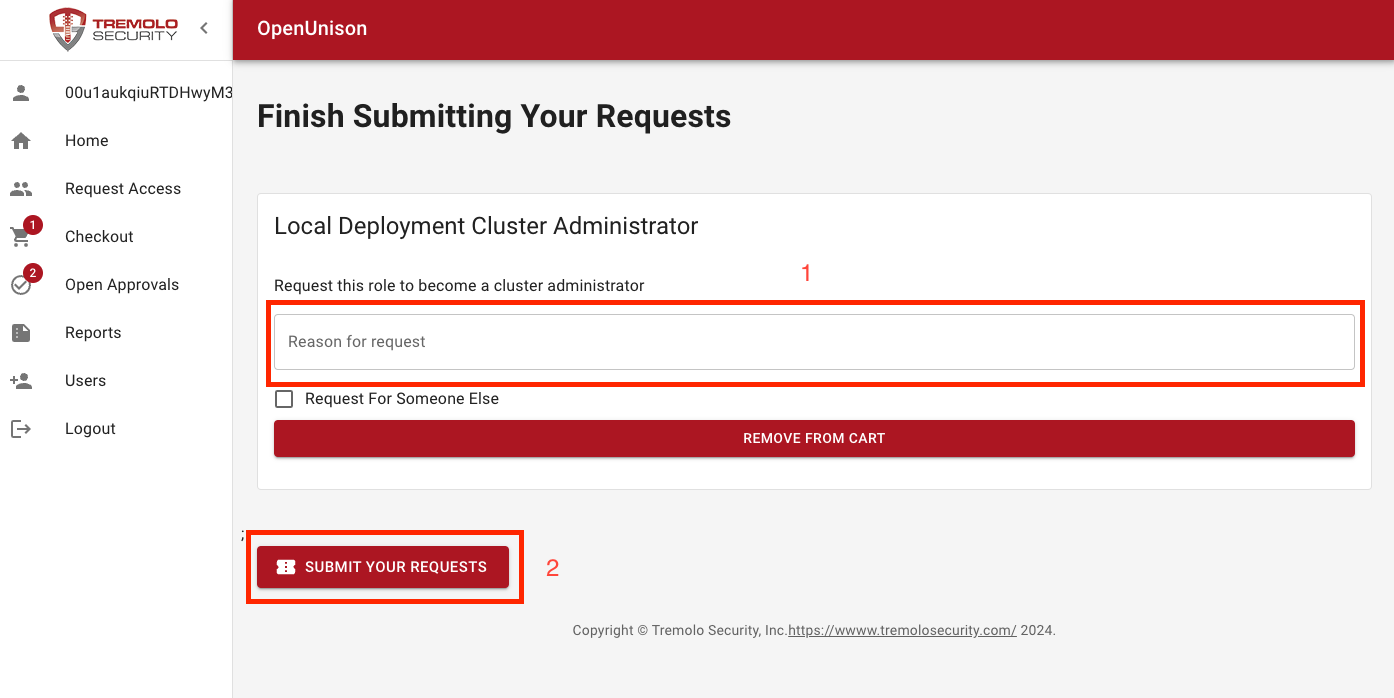 TREMOLO
SECURITY
OpenUnison
00u1aukqiuRTDHwyM3
Home
Request Access
1
Checkout
2
Open Approvals
Reports
Users
Logout
Finish Submitting Your Requests
Local Deployment Cluster Administrator
1
Request this role to become a cluster administrator
Reason for request
Request For Someone Else
REMOVE FROM CART
;
SUBMIT YOUR REQUESTS
2
Copyright © Tremolo Security, Inc.https://wwww.tremolosecurity.com/ 2024.